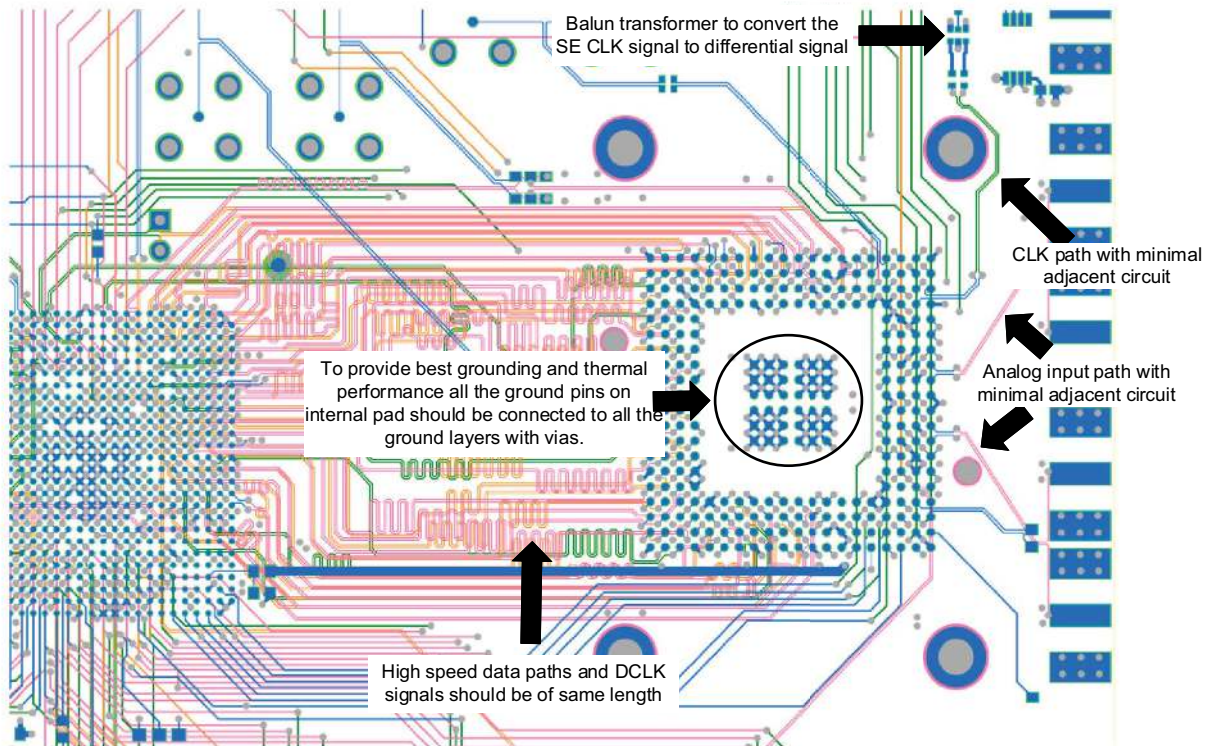 Balun transformer to convert the
SE CLK signal to differential signal
CLK path with minimal
adjacent circuit
To provide best grounding and thermal
performance all the ground pins on
internal pad should be connected to all the
ground layers with vias.
Analog input path with
minimal adjacent circuit
High speed data paths and DCLK
signals should be of same length